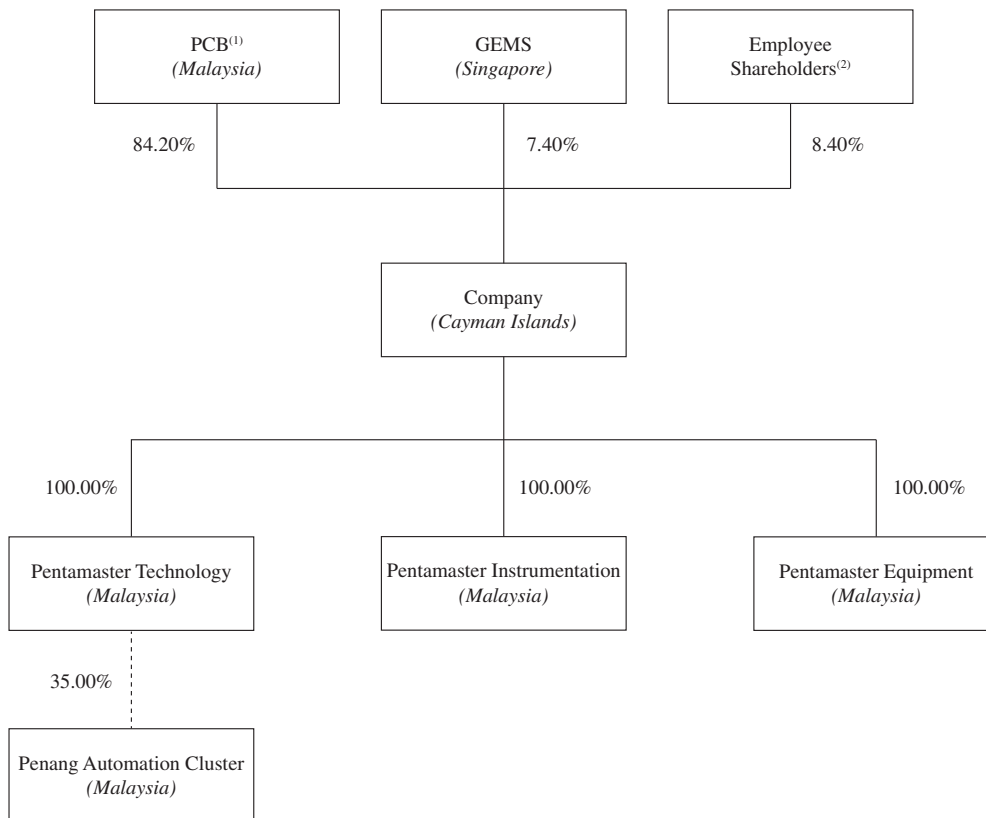 PCB(1)
(Malaysia)
GEMS
(Singapore)
Employee
Shareholders(2)
84.20%
7.40%
8.40%
Company
(Cayman Islands)
100.00%
100.00%
100.00%
Pentamaster Technology
(Malaysia)
Pentamaster Instrumentation
(Malaysia)
Pentamaster Equipment
(Malaysia)
35.00%
Penang Automation Cluster
(Malaysia)